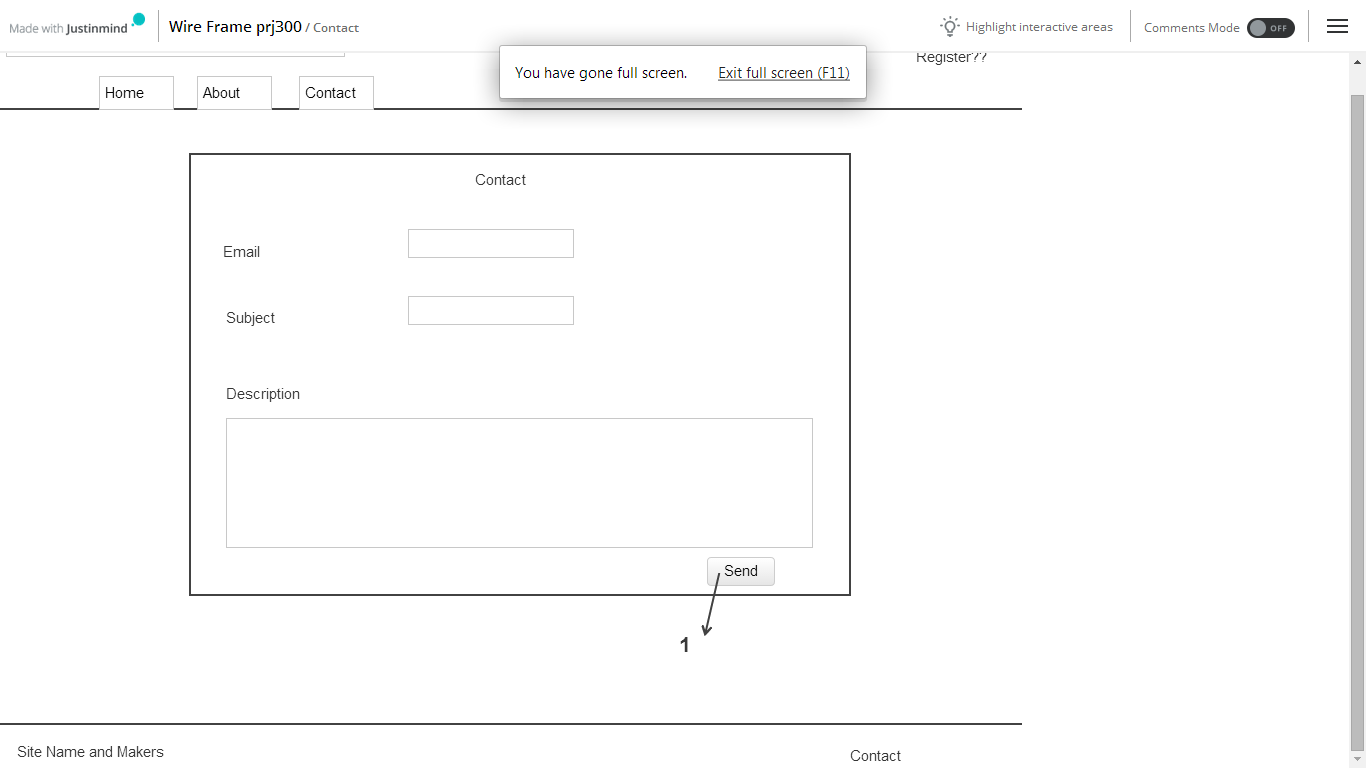 Made with Justinmind
Wire Frame prj300 / Contact
Highlight interactive areas
Comments Mode OFF
Register??
You have gone full screen. Exit full screen (F11)
Home
About
Contact
Contact
Email
Subject
Description
Send
1
Site Name and Makers
Contact